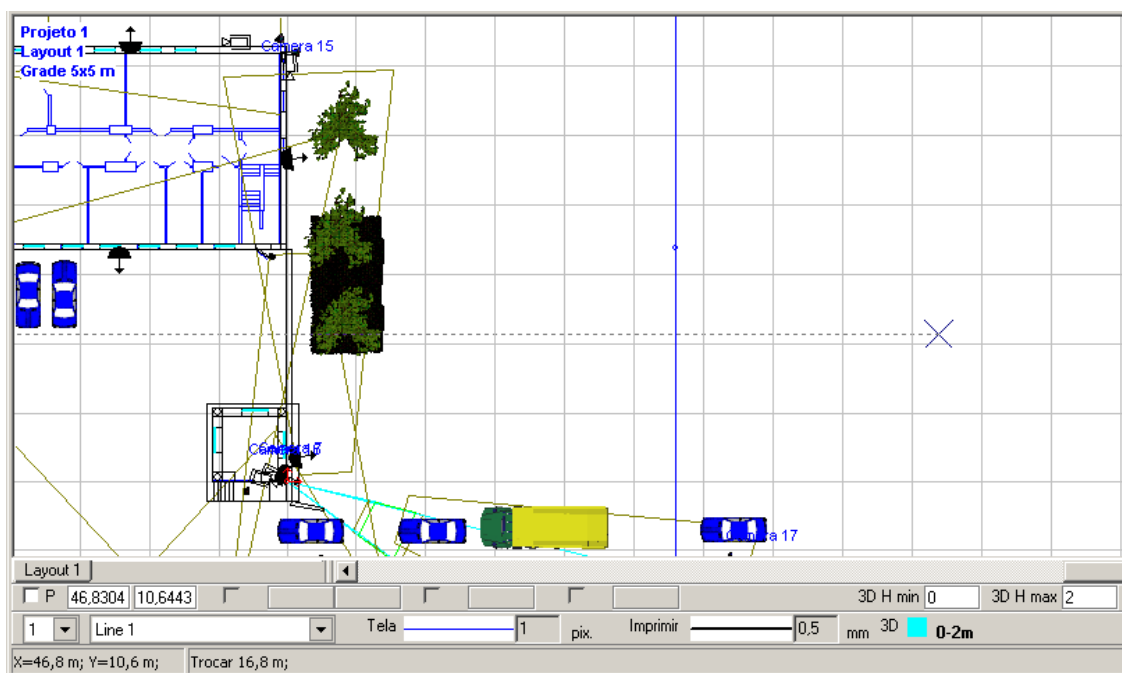 Projeto 1
Camera 15
Layout 1
Grade 5x5 m
Camera 17
Layout 1
P 46,8304 10,6443 3D H min 0 3D H max 2
1 Line 1 Tela 1 pix. Imprimir 0,5 mm 3D 0-2m
X=46,8 m; Y=10,6 m; Trocar 16,8 m;